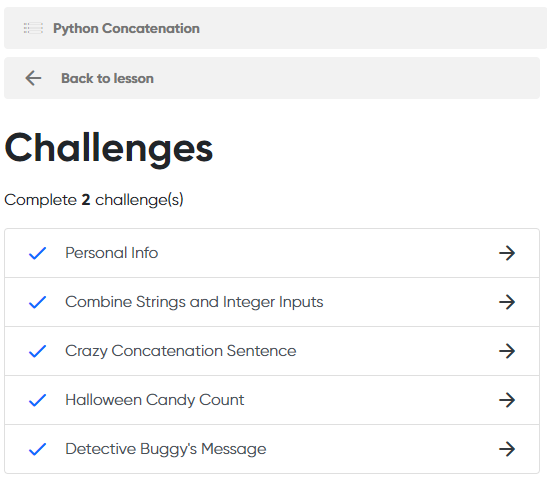 Python Concatenation
Back to lesson
Challenges
Complete 2 challenge(s)
Personal Info
Combine Strings and Integer Inputs
Crazy Concatenation Sentence
Halloween Candy Count
Detective Buggy's Message